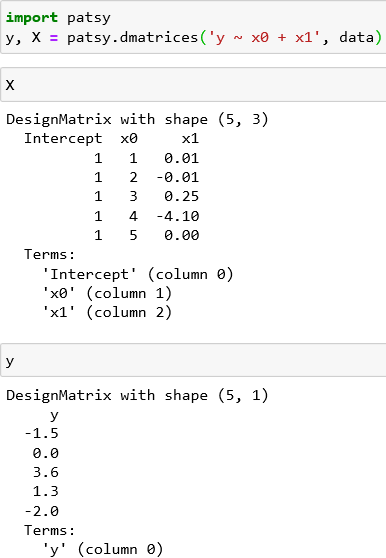 import patsy
y, X = patsy.dmatrices('y ~ x0 + x1', data)
X
DesignMatrix with shape (5, 3)
  Intercept  x0     x1
          1   1   0.01
          1   2  -0.01
          1   3   0.25
          1   4  -4.10
          1   5   0.00
  Terms:
    'Intercept' (column 0)
    'x0' (column 1)
    'x1' (column 2)
y
DesignMatrix with shape (5, 1)
     y
  -1.5
   0.0
   3.6
   1.3
  -2.0
  Terms:
    'y' (column 0)